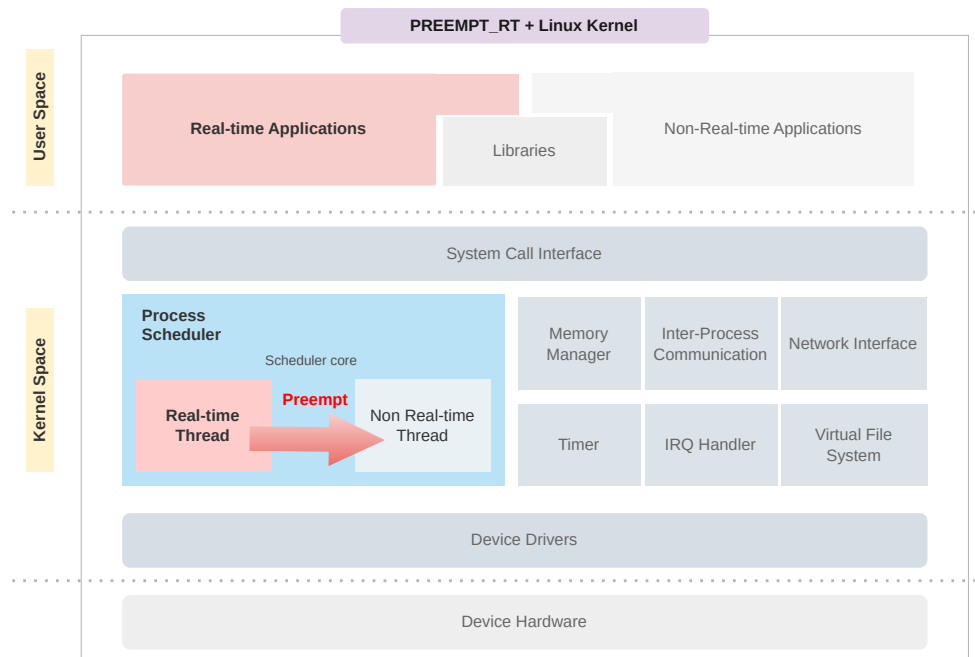 PREEMPT_RT + Linux Kernel
User Space
Real-time Applications
Libraries
Non-Real-time Applications
System Call Interface
Kernel Space
Process
Scheduler
Scheduler core
Real-time
Thread
Preempt
Non Real-time
Thread
Memory
Manager
Inter-Process
Communication
Network Interface
Timer
IRQ Handler
Virtual File
System
Device Drivers
Device Hardware